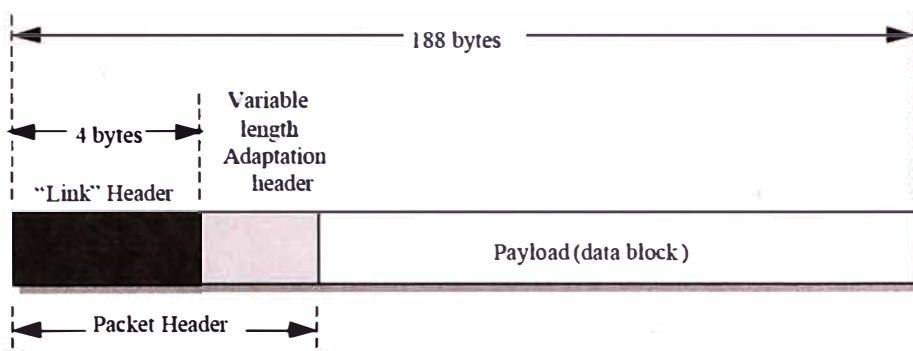 188 bytes
Variable
length
Adaptation
header
4 bytes
“Link” Header
Payload (data block)
Packet Header